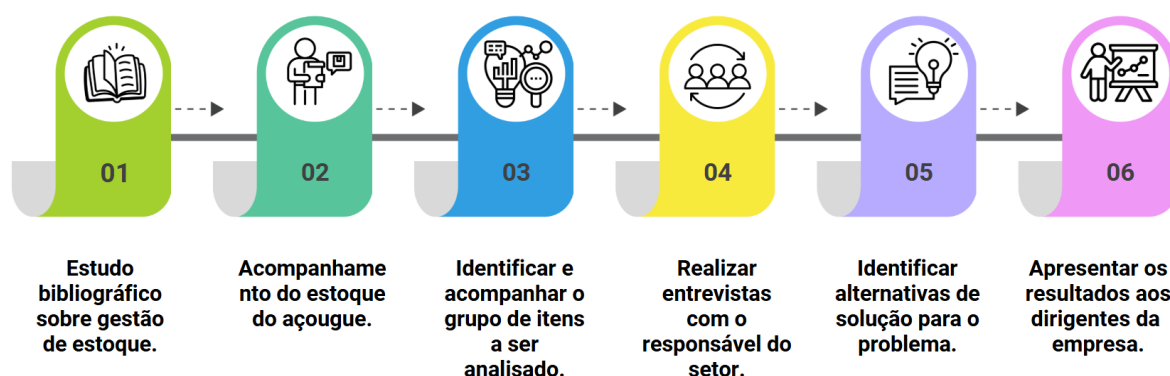 01
Estudo
bibliográfico
sobre gestão
de estoque.
02
Acompanhame
nto do estoque
do açougue.
03
Identificar e
acompanhar o
grupo de itens
a ser
analisado.
04
Realizar
entrevistas
com o
responsável do
setor.
05
Identificar
alternativas de
solução para o
problema.
06
Apresentar os
resultados aos
dirigentes da
empresa.